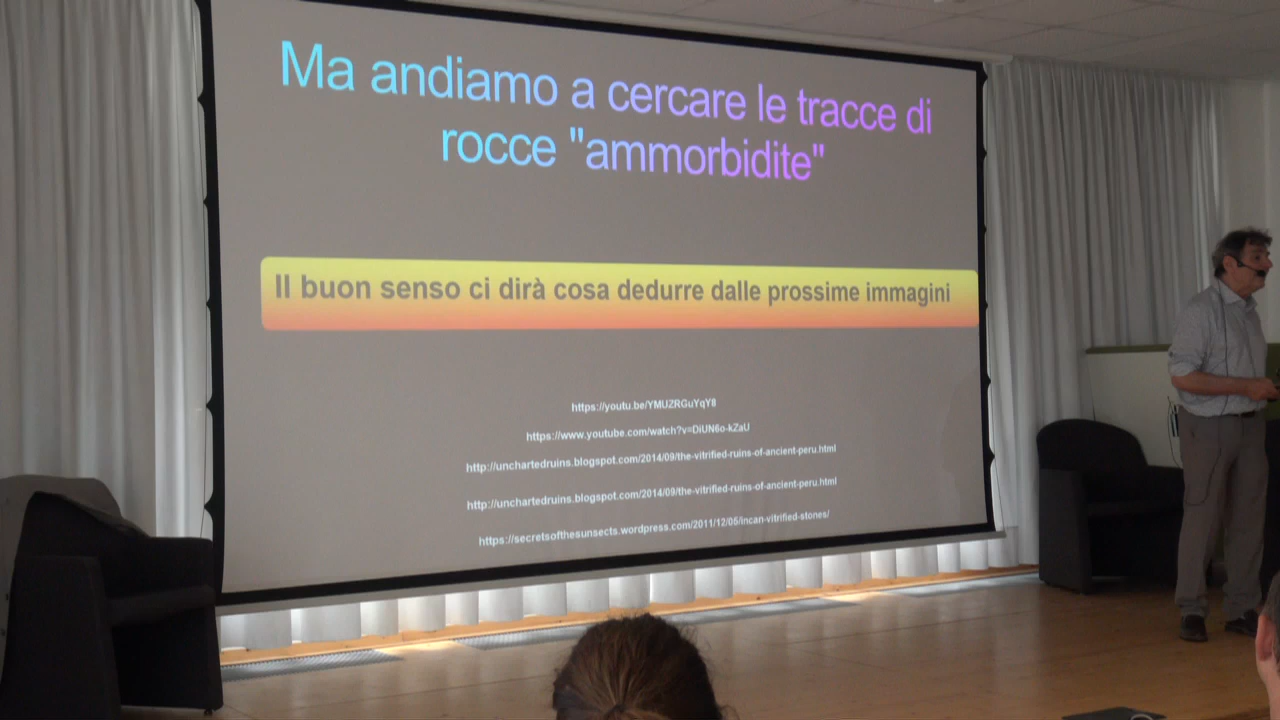 Ma andiamo a cercare le tracce di
rocce "ammorbidite"
Il buon senso ci dirà cosa dedurre dalle prossime immagini
https://youtu.be/YMUZRGuYqY8
https://www.youtube.com/watch?v=DiUN6o-kZaU
http://unchartedruins.blogspot.com/2014/09/the-vitrified-ruins-of-ancient-peru.html
http://unchartedruins.blogspot.com/2014/09/the-vitrified-ruins-of-ancient-peru.html
https://secretsofthesunsects.wordpress.com/2011/12/05/incan-vitrified-stones/